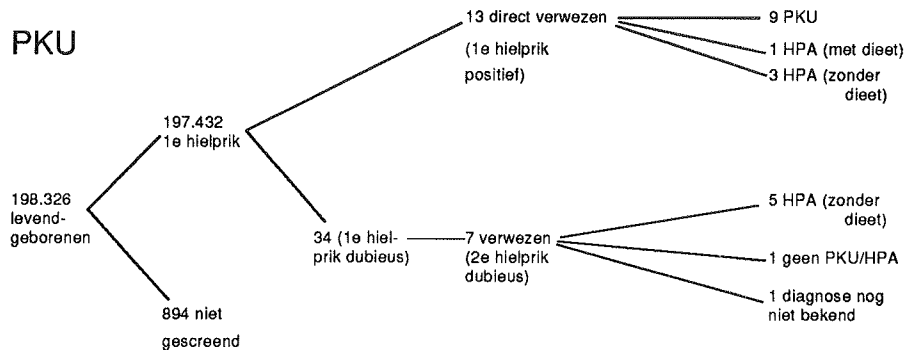 PKU
198.326
levend-
geborenen
197.432
1e hielprik
894 niet
gescreend
13 direct verwezen
(1e hielprik
positief)
9 PKU
1 HPA (met dieet)
3 HPA (zonder
dieet)
34 (1e hiel-
prik dubieus)
7 verwezen
(2e hielprik
dubieus)
5 HPA (zonder
dieet)
1 geen PKU/HPA
1 diagnose nog
niet bekend